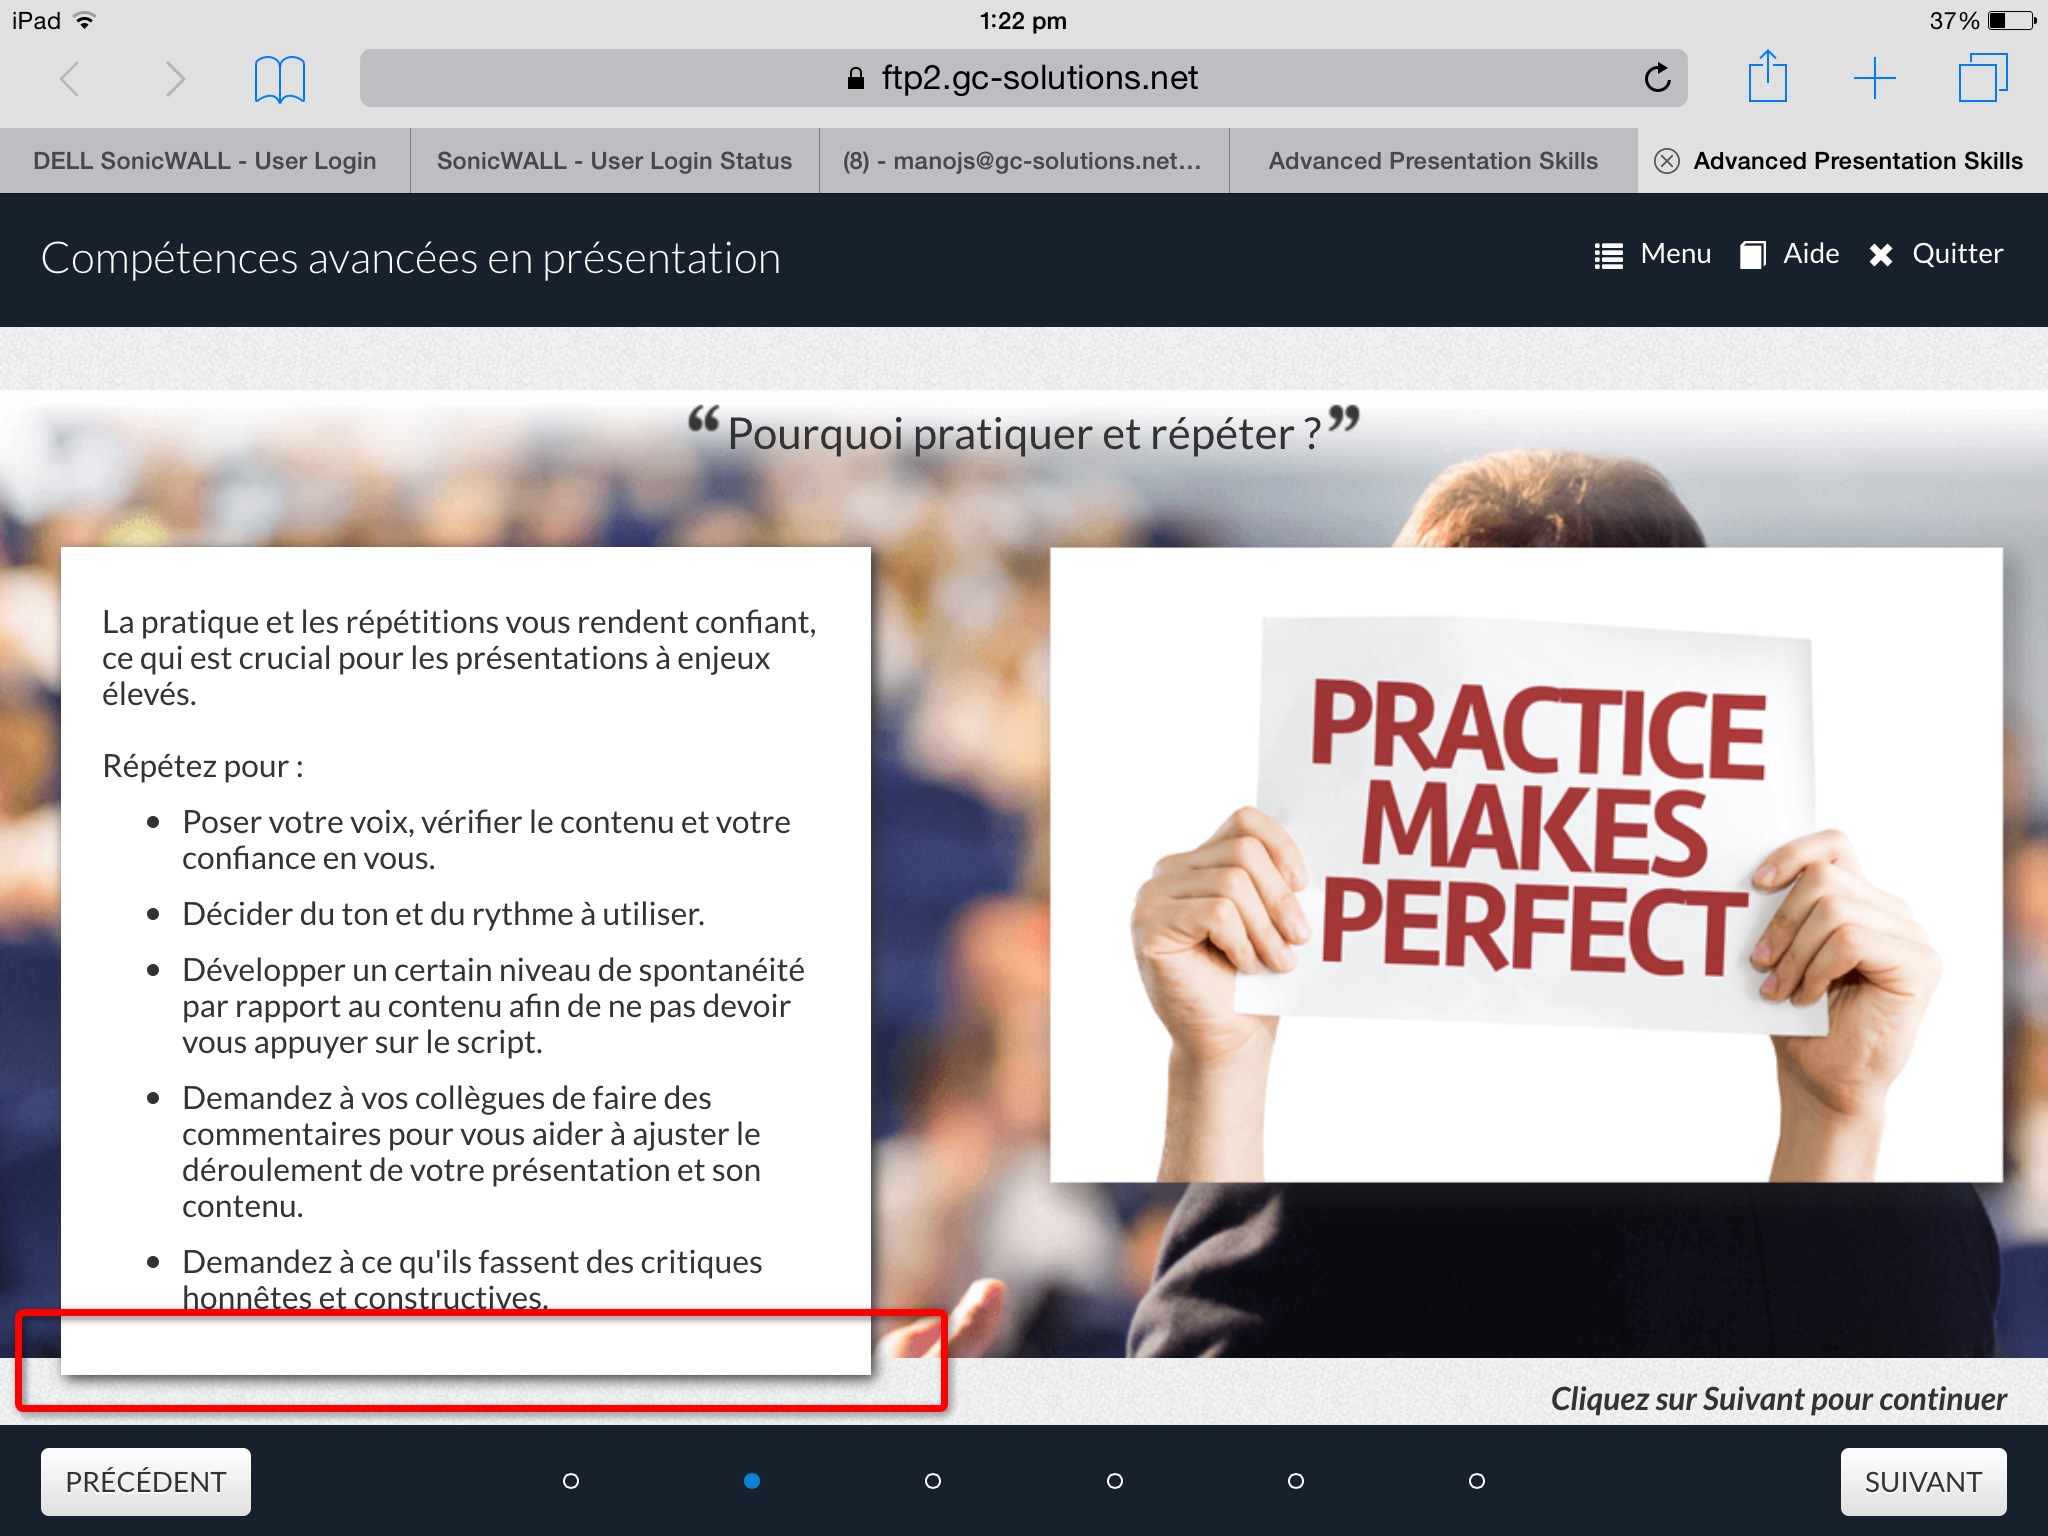 iPad
1:22 pm
37%
ftp2.gc-solutions.net
DELL SonicWALL - User Login
SonicWALL - User Login Status
(8) - manojs@gc-solutions.net...
Advanced Presentation Skills
Advanced Presentation Skills
Compétences avancées en présentation
Menu
Aide
Quitter
“Pourquoi pratiquer et répéter ?”
La pratique et les répétitions vous rendent confiant,
ce qui est crucial pour les présentations à enjeux
élevés.
Répétez pour :
• Poser votre voix, vérifier le contenu et votre
confiance en vous.
• Décider du ton et du rythme à utiliser.
• Développer un certain niveau de spontanéité
par rapport au contenu afin de ne pas devoir
vous appuyer sur le script.
• Demandez à vos collègues de faire des
commentaires pour vous aider à ajuster le
déroulement de votre présentation et son
contenu.
• Demandez à ce qu'ils fassent des critiques
honnêtes et constructives.
PRACTICE
MAKES
PERFECT
Cliquez sur Suivant pour continuer
PRÉCÉDENT
SUIVANT